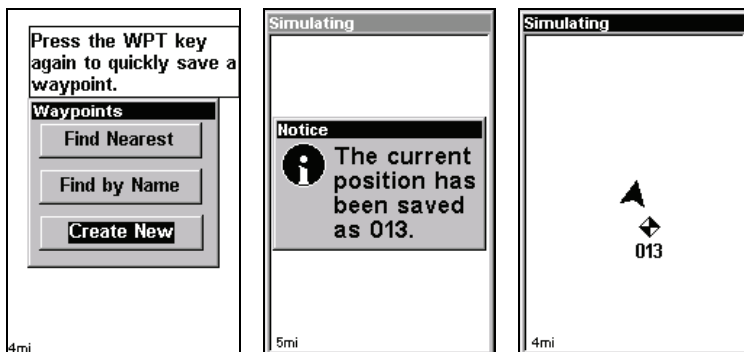 Press the WPT key
again to quickly save a
waypoint.
Waypoints
Find Nearest
Find by Name
Create New
4mi
Simulating
Notice
The current
position has
been saved
as 013.
5mi
Simulating
013
4mi